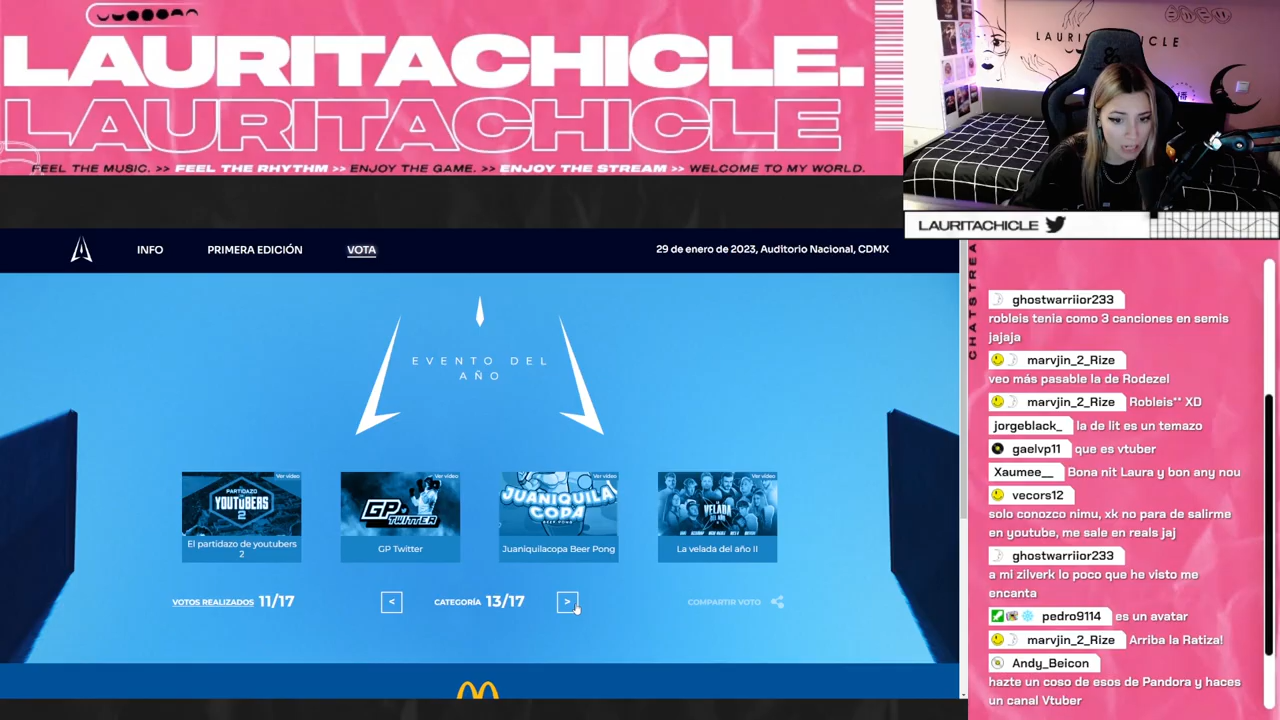 LAURITACHICLE.
LAURITACHICLE
FEEL THE MUSIC. >> FEEL THE RHYTHM >> ENJOY THE GAME. >> ENJOY THE STREAM >> WELCOME TO MY WORLD.
LAURITACHICLE
INFO
PRIMERA EDICIÓN
VOTA
29 de enero de 2023, Auditorio Nacional, CDMX
EVENTO DEL
AÑO
Ver vídeo
PARTIDAZO
YOUTUBERS
2
El partidazo de youtubers
2
Ver vídeo
GP TWITTER
GP Twitter
Ver vídeo
JUANIQUILA
COPA
BEER PONG
Juaniquilacopa Beer Pong
Ver vídeo
VELADA
La velada del año II
VOTOS REALIZADOS 11/17
<
CATEGORÍA 13/17
>
COMPARTIR VOTO
CHATSTREA
ghostwarriior233
robleis tenia como 3 canciones en semis
jajaja
marvjin_2_Rize
veo más pasable la de Rodezel
marvjin_2_Rize Robleis** XD
jorgeblack_ la de lit es un temazo
gaelvp11 que es vtuber
Xaumee__ Bona nit Laura y bon any nou
vecors12
solo conozco nimu, xk no para de salirme
en youtube, me sale en reals jaj
ghostwarriior233
a mi zilverk lo poco que he visto me
encanta
pedro9114 es un avatar
marvjin_2_Rize Arriba la Ratiza!
Andy_Beicon
hazte un coso de esos de Pandora y haces
un canal Vtuber